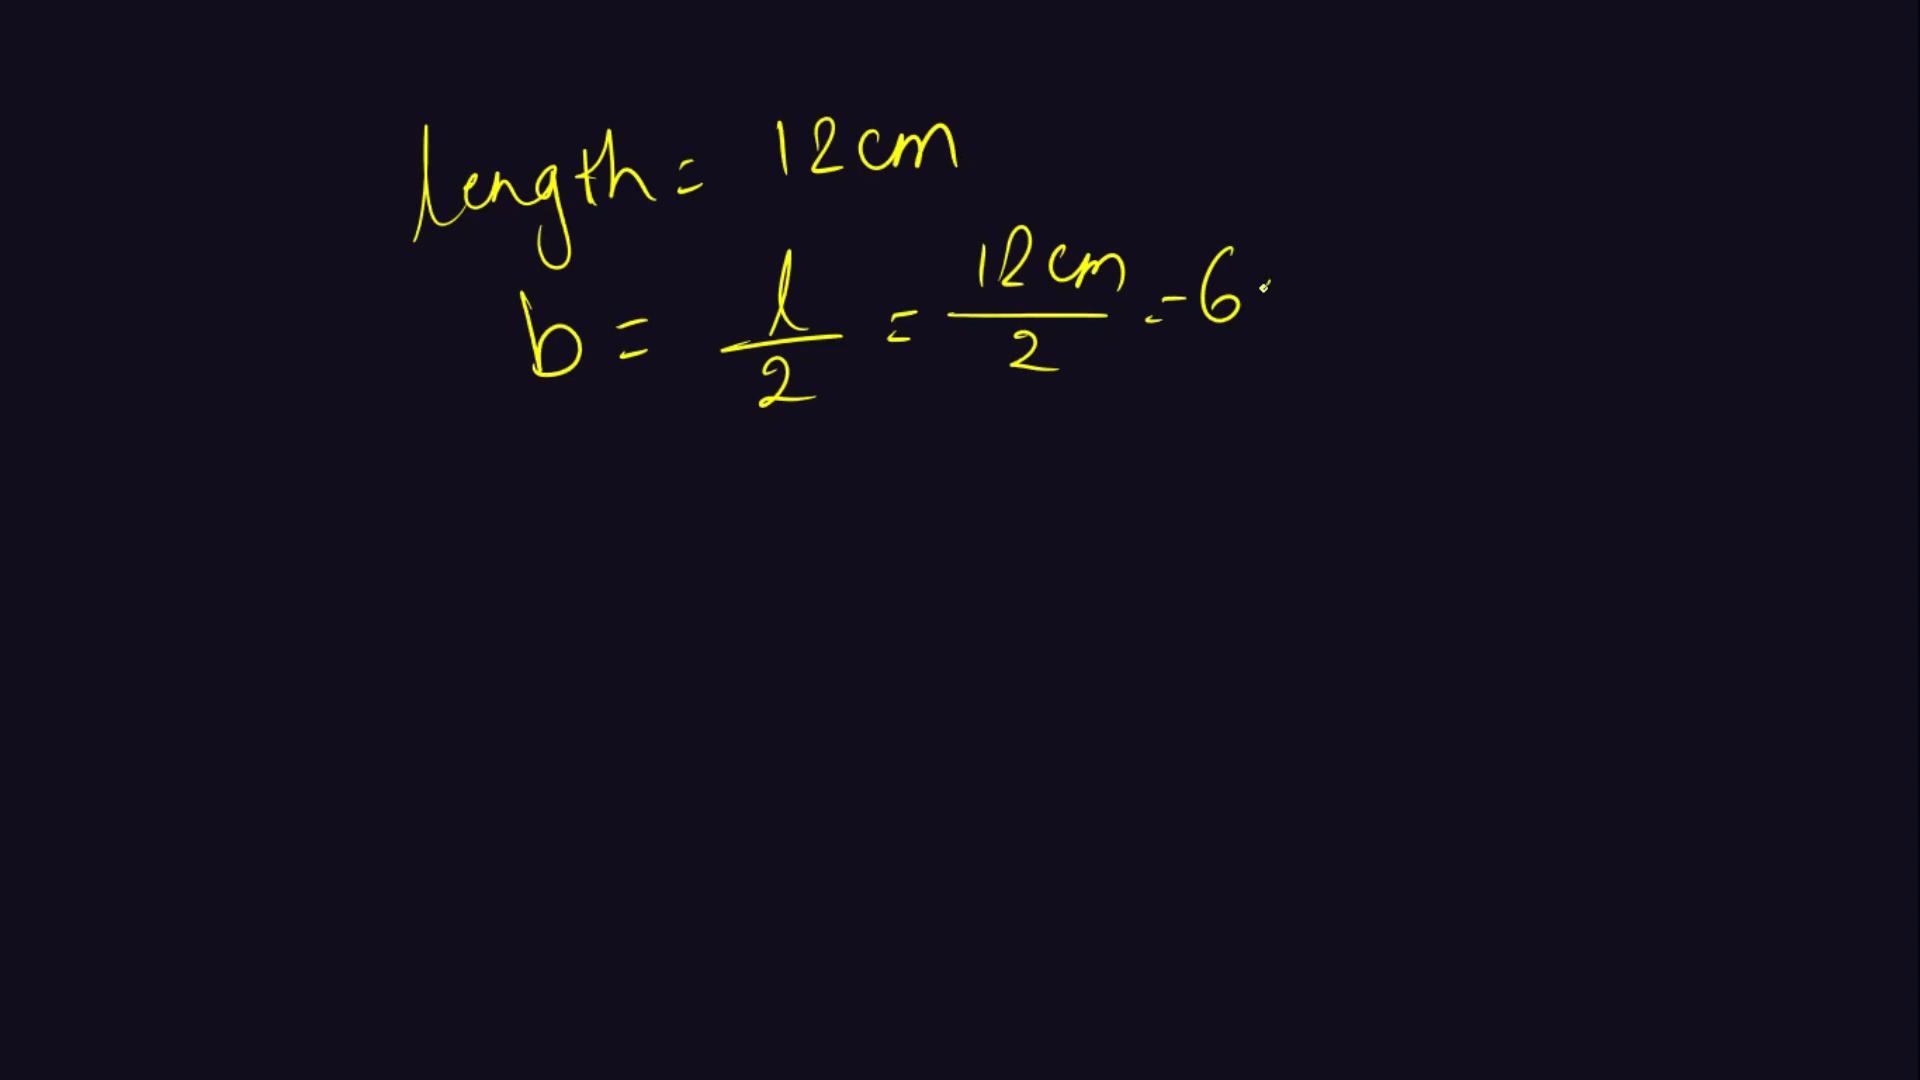 length = 12cm
b = l/2 = 12cm/2 = 6